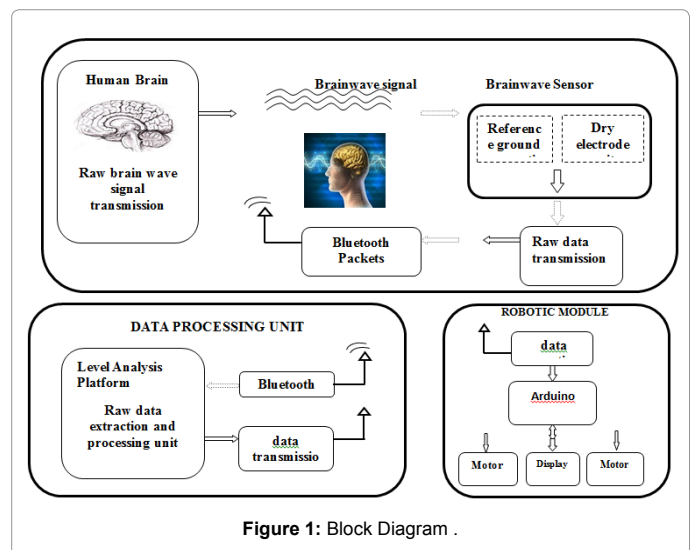 Human Brain
Raw brain wave
signal
transmission
Brainwave signal
Brainwave Sensor
Referenc
e ground
Dry
electrode
Raw data
transmission
Bluetooth
Packets
DATA PROCESSING UNIT
Level Analysis
Platform
Raw data
extraction and
processing unit
Bluetooth
data
transmissio
ROBOTIC MODULE
data
Arduino
Motor
Display
Motor
Figure 1: Block Diagram .